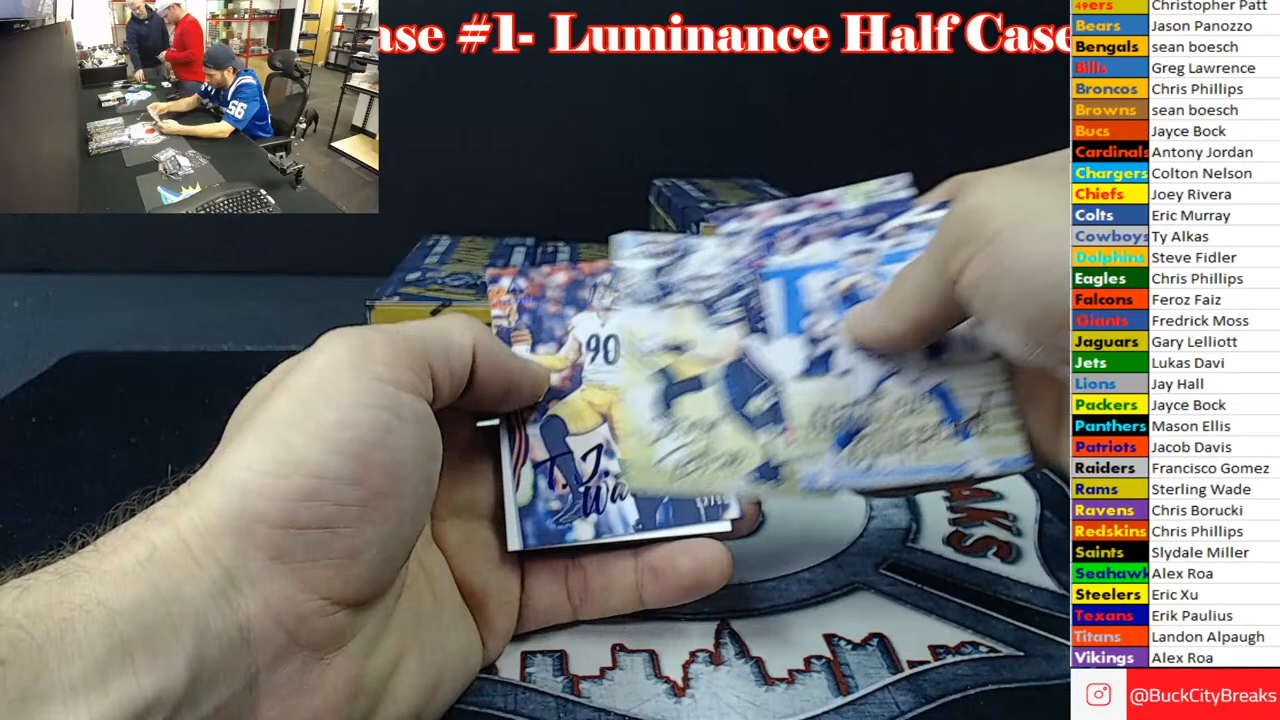 ase #1- Luminance Half Case
49ers Christopher Patt
Bears Jason Panozzo
Bengals sean boesch
Bills Greg Lawrence
Broncos Chris Phillips
Browns sean boesch
Bucs Jayce Bock
Cardinals Antony Jordan
Chargers Colton Nelson
Chiefs Joey Rivera
Colts Eric Murray
Cowboys Ty Alkas
Dolphins Steve Fidler
Eagles Chris Phillips
Falcons Feroz Faiz
Giants Fredrick Moss
Jaguars Gary Lelliott
Jets Lukas Davi
Lions Jay Hall
Packers Jayce Bock
Panthers Mason Ellis
Patriots Jacob Davis
Raiders Francisco Gomez
Rams Sterling Wade
Ravens Chris Borucki
Redskins Chris Phillips
Saints Slydale Miller
Seahawk Alex Roa
Steelers Eric Xu
Texans Erik Paulius
Titans Landon Alpaugh
Vikings Alex Roa
@BuckCityBreaks
66
90
T.J.
Wa
AKS